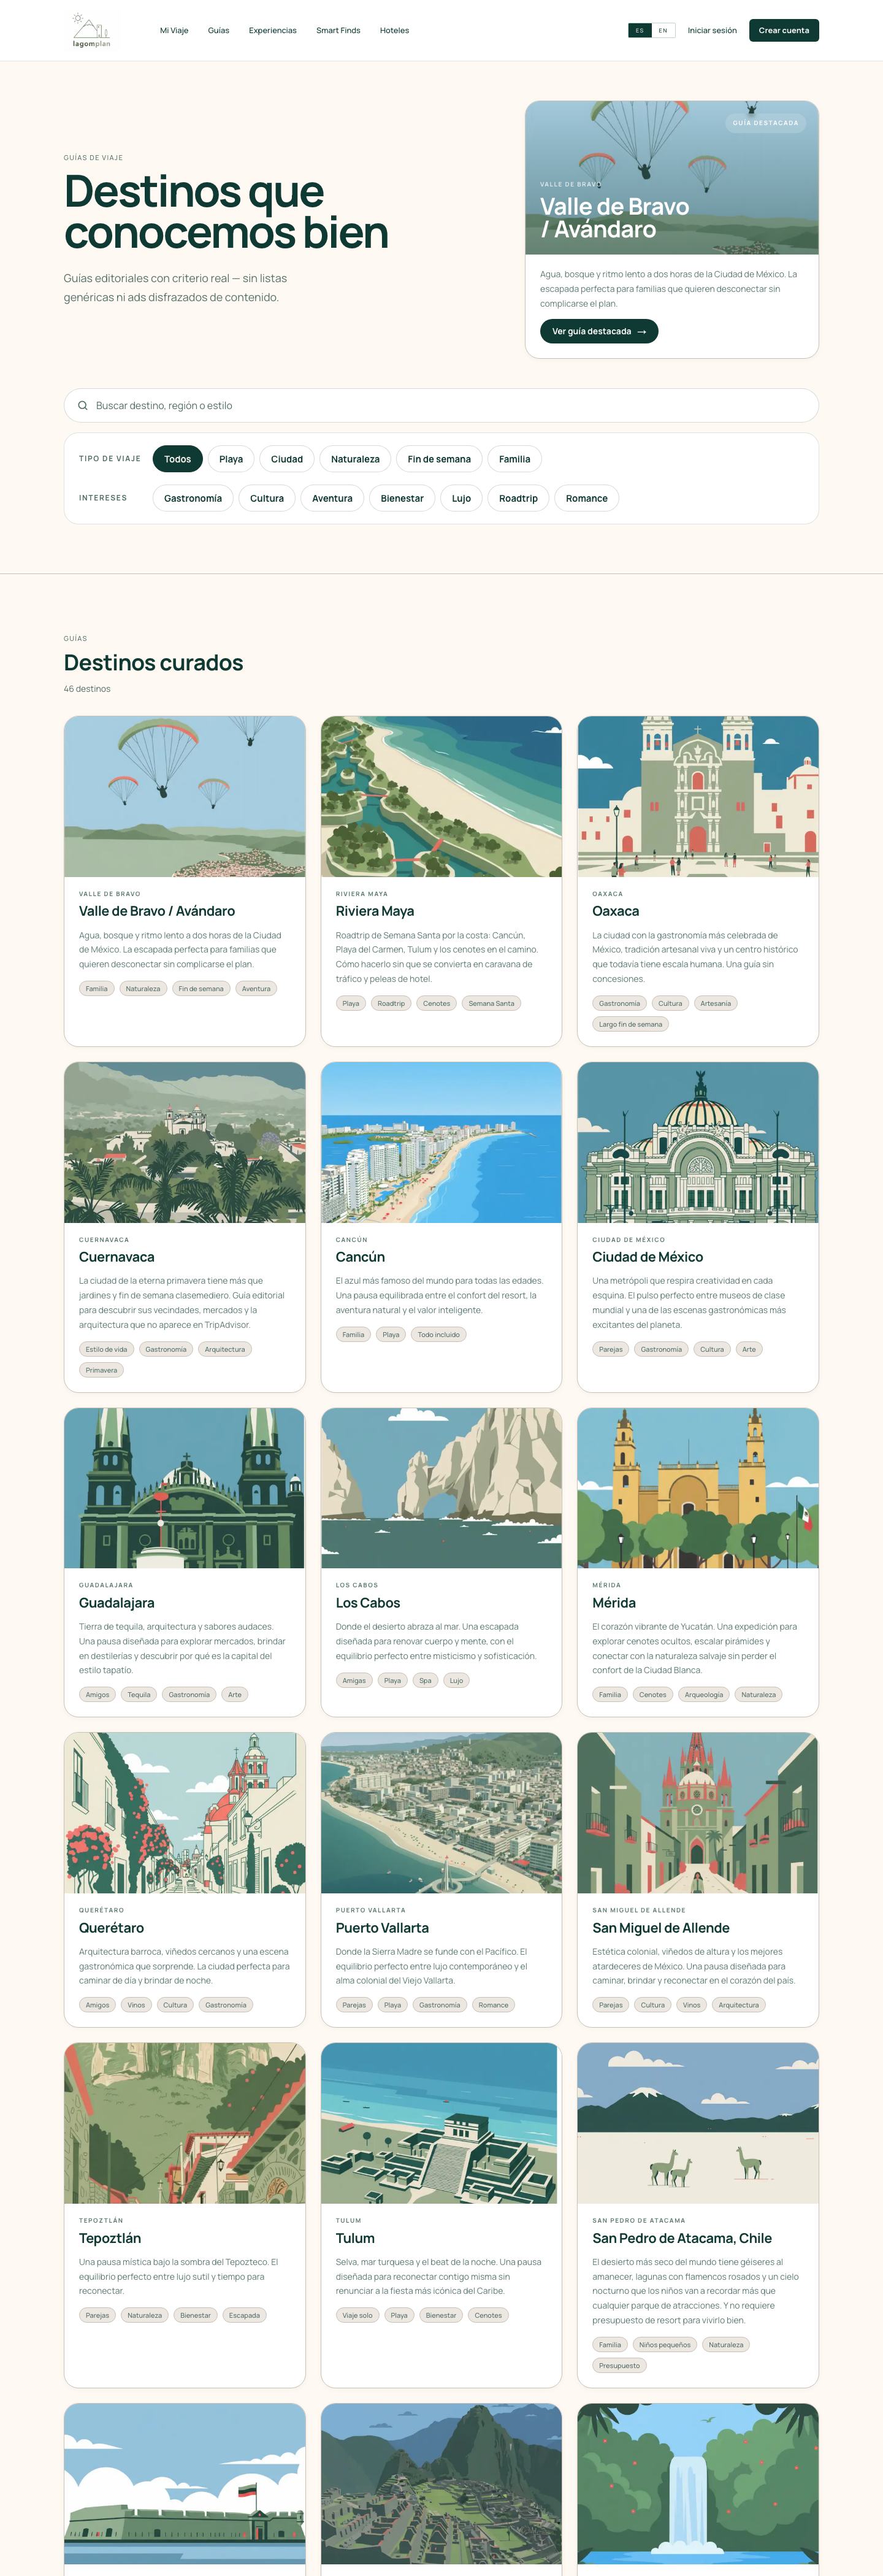 lagomplan
Mi Viaje
Guías
Experiencias
Smart Finds
Hoteles
ES
EN
Iniciar sesión
Crear cuenta
GUÍAS DE VIAJE
Destinos que
conocemos bien
Guías editoriales con criterio real — sin listas
genéricas ni ads disfrazados de contenido.
GUÍA DESTACADA
VALLE DE BRAVO
Valle de Bravo
/ Avándaro
Agua, bosque y ritmo lento a dos horas de la Ciudad de México. La
escapada perfecta para familias que quieren desconectar sin
complicarse el plan.
Ver guía destacada →
Buscar destino, región o estilo
TIPO DE VIAJE
Todos
Playa
Ciudad
Naturaleza
Fin de semana
Familia
INTERESES
Gastronomía
Cultura
Aventura
Bienestar
Lujo
Roadtrip
Romance
GUÍAS
Destinos curados
46 destinos
VALLE DE BRAVO
Valle de Bravo / Avándaro
Agua, bosque y ritmo lento a dos horas de la Ciudad
de México. La escapada perfecta para familias que
quieren desconectar sin complicarse el plan.
Familia
Naturaleza
Fin de semana
Aventura
RIVIERA MAYA
Riviera Maya
Roadtrip de Semana Santa por la costa: Cancún,
Playa del Carmen, Tulum y los cenotes en el camino.
Cómo hacerlo sin que se convierta en caravana de
tráfico y peleas de hotel.
Playa
Roadtrip
Cenotes
Semana Santa
OAXACA
Oaxaca
La ciudad con la gastronomía más celebrada de
México, tradición artesanal viva y un centro histórico
que todavía tiene escala humana. Una guía sin
concesiones.
Gastronomía
Cultura
Artesanía
Largo fin de semana
CUERNAVACA
Cuernavaca
La ciudad de la eterna primavera tiene más que
jardines y fin de semana clasemediero. Guía editorial
para descubrir sus vecindades, mercados y la
arquitectura que no aparece en TripAdvisor.
Estilo de vida
Gastronomía
Arquitectura
Primavera
CANCÚN
Cancún
El azul más famoso del mundo para todas las edades.
Una pausa equilibrada entre el confort del resort, la
aventura natural y el valor inteligente.
Familia
Playa
Todo incluido
CIUDAD DE MÉXICO
Ciudad de México
Una metrópoli que respira creatividad en cada
esquina. El pulso perfecto entre museos de clase
mundial y una de las escenas gastronómicas más
excitantes del planeta.
Parejas
Gastronomía
Cultura
Arte
GUADALAJARA
Guadalajara
Tierra de tequila, arquitectura y sabores audaces.
Una pausa diseñada para explorar mercados, brindar
en destilerías y descubrir por qué es la capital del
estilo tapatío.
Amigos
Tequila
Gastronomía
Arte
LOS CABOS
Los Cabos
Donde el desierto abraza al mar. Una escapada
diseñada para renovar cuerpo y mente, con el
equilibrio perfecto entre misticismo y sofisticación.
Amigas
Playa
Spa
Lujo
MÉRIDA
Mérida
El corazón vibrante de Yucatán. Una expedición para
explorar cenotes ocultos, escalar pirámides y
conectar con la naturaleza salvaje sin perder el
confort de la Ciudad Blanca.
Familia
Cenotes
Arqueología
Naturaleza
QUERÉTARO
Querétaro
Arquitectura barroca, viñedos cercanos y una escena
gastronómica que sorprende. La ciudad perfecta para
caminar de día y brindar de noche.
Amigos
Vinos
Cultura
Gastronomía
PUERTO VALLARTA
Puerto Vallarta
Donde la Sierra Madre se funde con el Pacífico. El
equilibrio perfecto entre lujo contemporáneo y el
alma colonial del Viejo Vallarta.
Parejas
Playa
Gastronomía
Romance
SAN MIGUEL DE ALLENDE
San Miguel de Allende
Estética colonial, viñedos de altura y los mejores
atardeceres de México. Una pausa diseñada para
caminar, brindar y reconectar en el corazón del país.
Parejas
Cultura
Vinos
Arquitectura
TEPOZTLÁN
Tepoztlán
Una pausa mística bajo la sombra del Tepozteco. El
equilibrio perfecto entre lujo sutil y tiempo para
reconectar.
Parejas
Naturaleza
Bienestar
Escapada
TULUM
Tulum
Selva, mar turquesa y el beat de la noche. Una pausa
diseñada para reconectar contigo misma sin
renunciar a la fiesta más icónica del Caribe.
Viaje solo
Playa
Bienestar
Cenotes
SAN PEDRO DE ATACAMA
San Pedro de Atacama, Chile
El desierto más seco del mundo tiene géiseres al
amanecer, lagunas con flamencos rosados y un cielo
nocturno que los niños van a recordar más que
cualquier parque de atracciones. Y no requiere
presupuesto de resort para vivirlo bien.
Familia
Niños pequeños
Naturaleza
Presupuesto